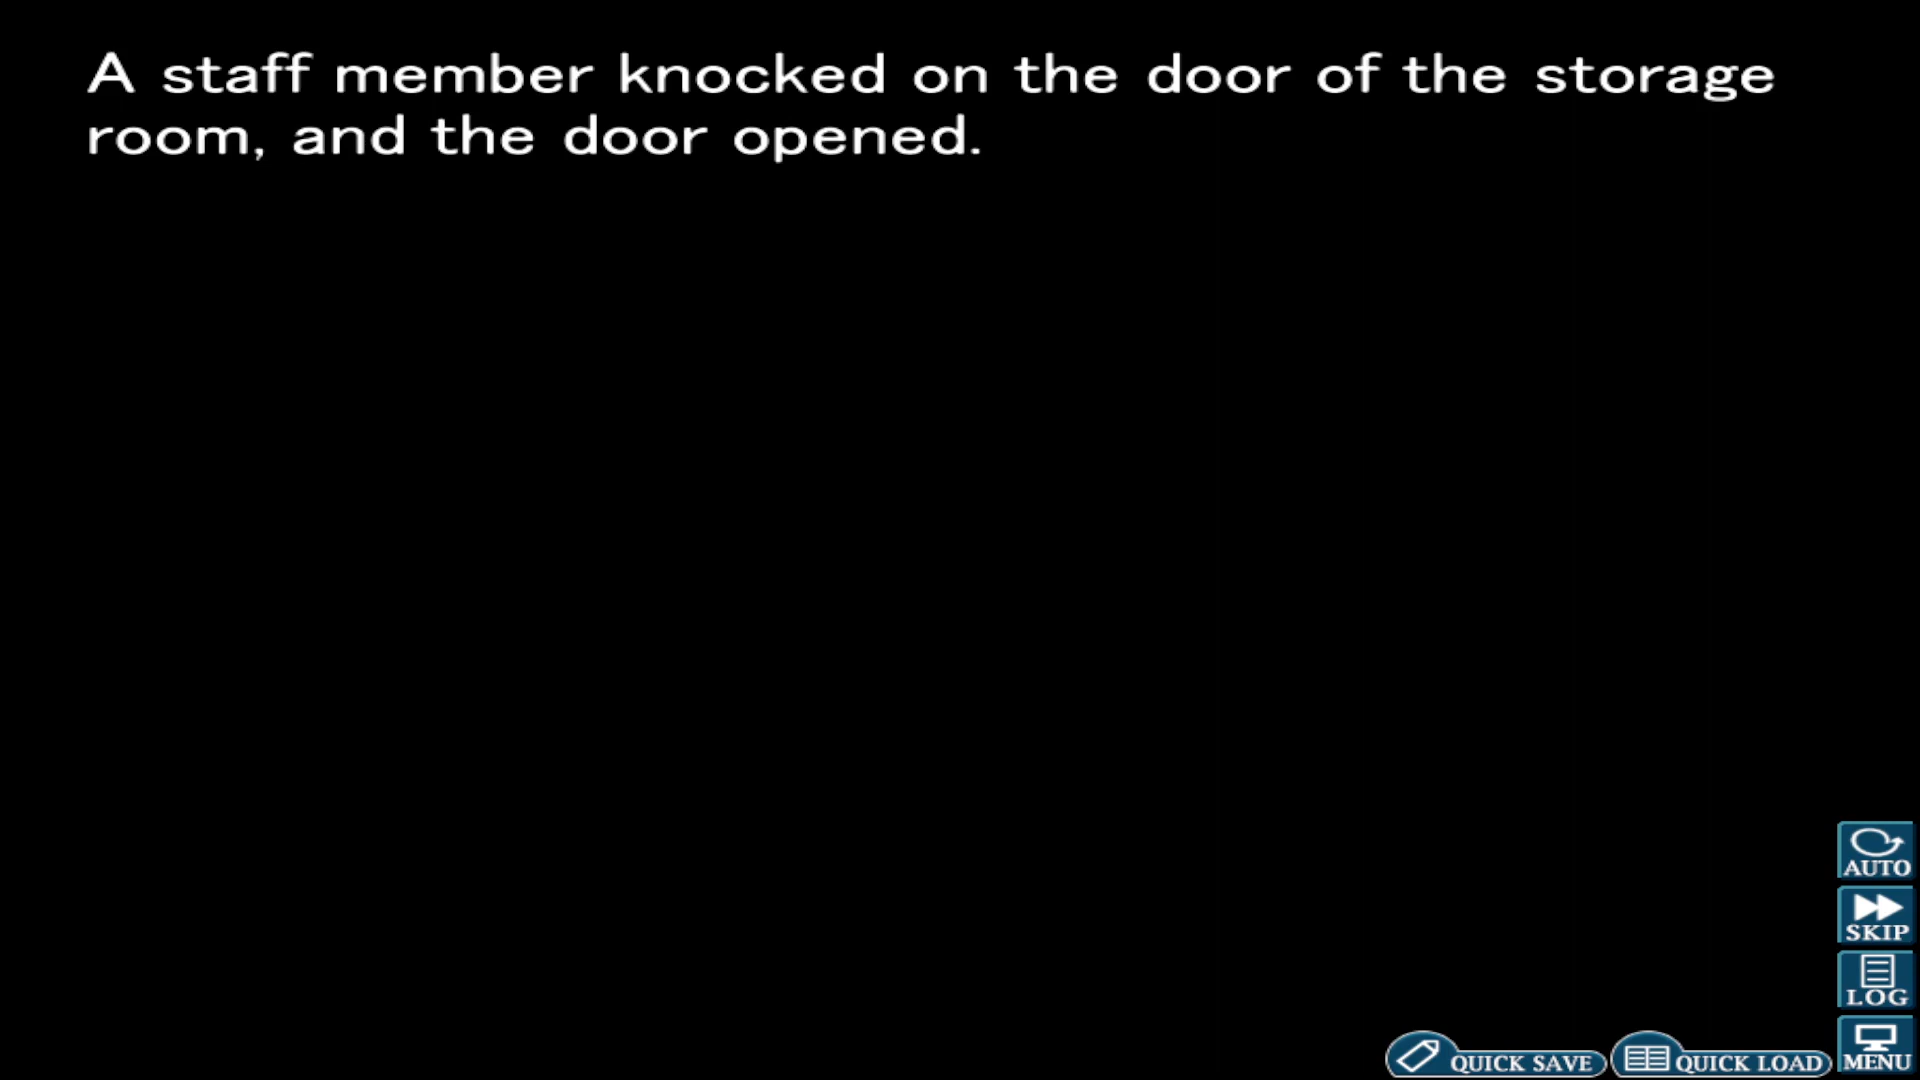 A staff member knocked on the door of the storage
room, and the door opened.
AUTO
SKIP
LOG
MENU
QUICK SAVE
QUICK LOAD